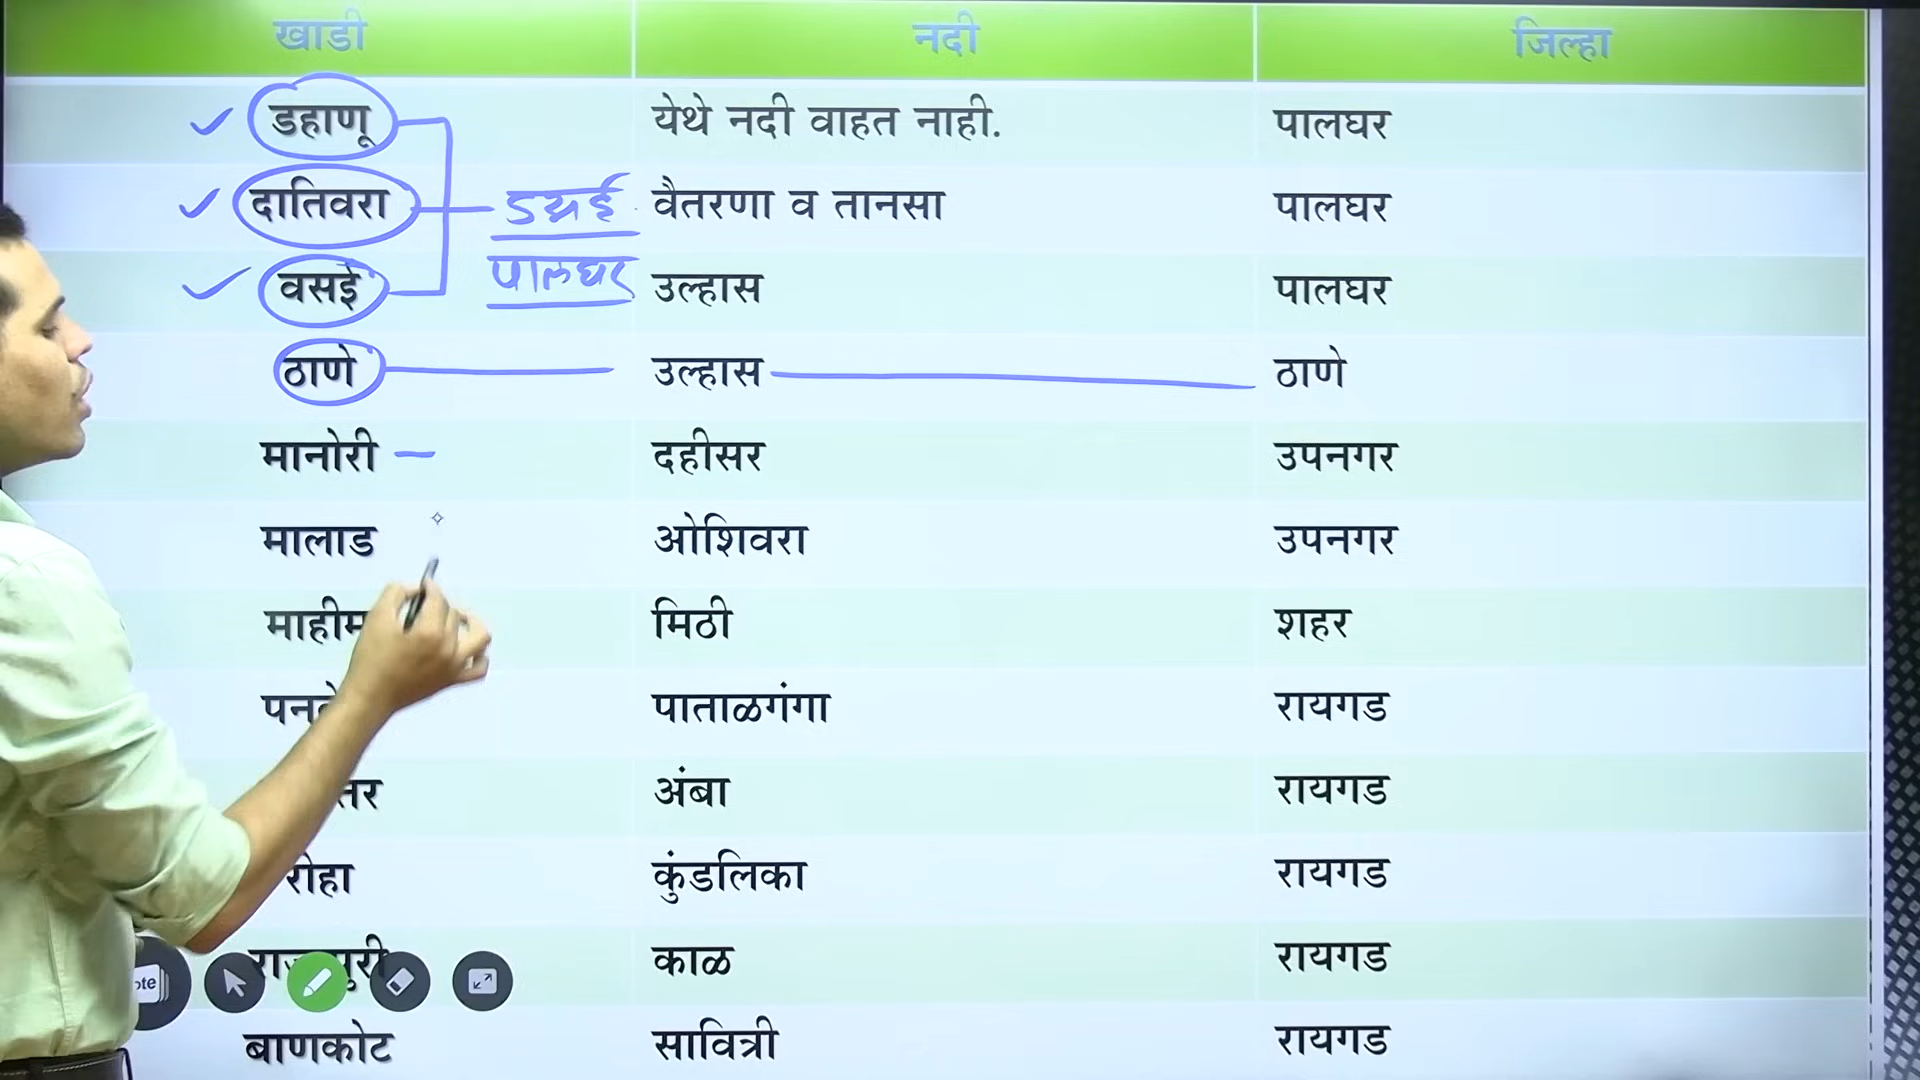 खाडी नदी जिल्हा
डहाणू येथे नदी वाहत नाही. पालघर
दातिवरा वैतरणा व तानसा पालघर
पालघर
वसई उल्हास पालघर
ठाणे उल्हास ठाणे
मानोरी दहीसर उपनगर
मालाड ओशिवरा उपनगर
माहीम मिठी शहर
पाताळगंगा रायगड
अंबा रायगड
रोहा कुंडलिका रायगड
काळ रायगड
बाणकोट सावित्री रायगड